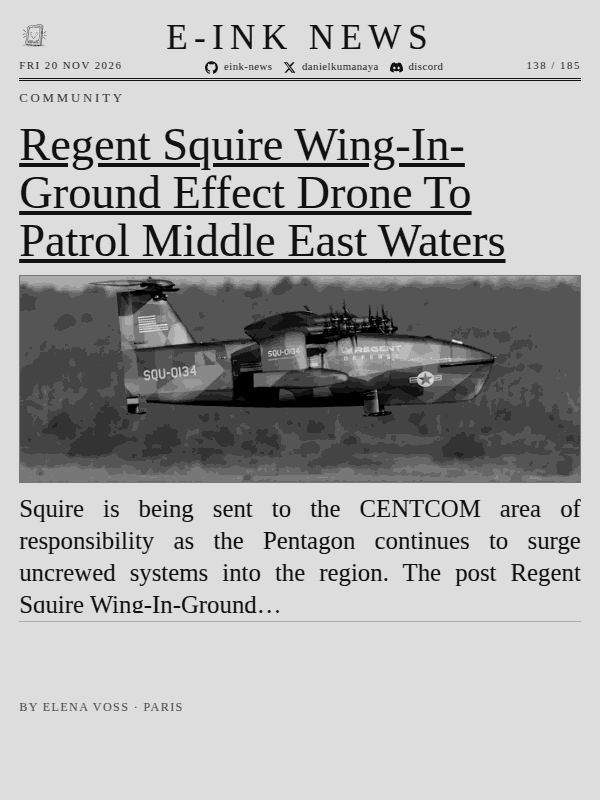 E-INK NEWS
FRI 20 NOV 2026
eink-news
danielkumanaya
discord
138 / 185
COMMUNITY
Regent Squire Wing-In-
Ground Effect Drone To
Patrol Middle East Waters
SQU-0134
SQU-0134
REGENT
DEFENSE
Squire is being sent to the CENTCOM area of
responsibility as the Pentagon continues to surge
uncrewed systems into the region. The post Regent
Squire Wing-In-Ground…
BY ELENA VOSS · PARIS